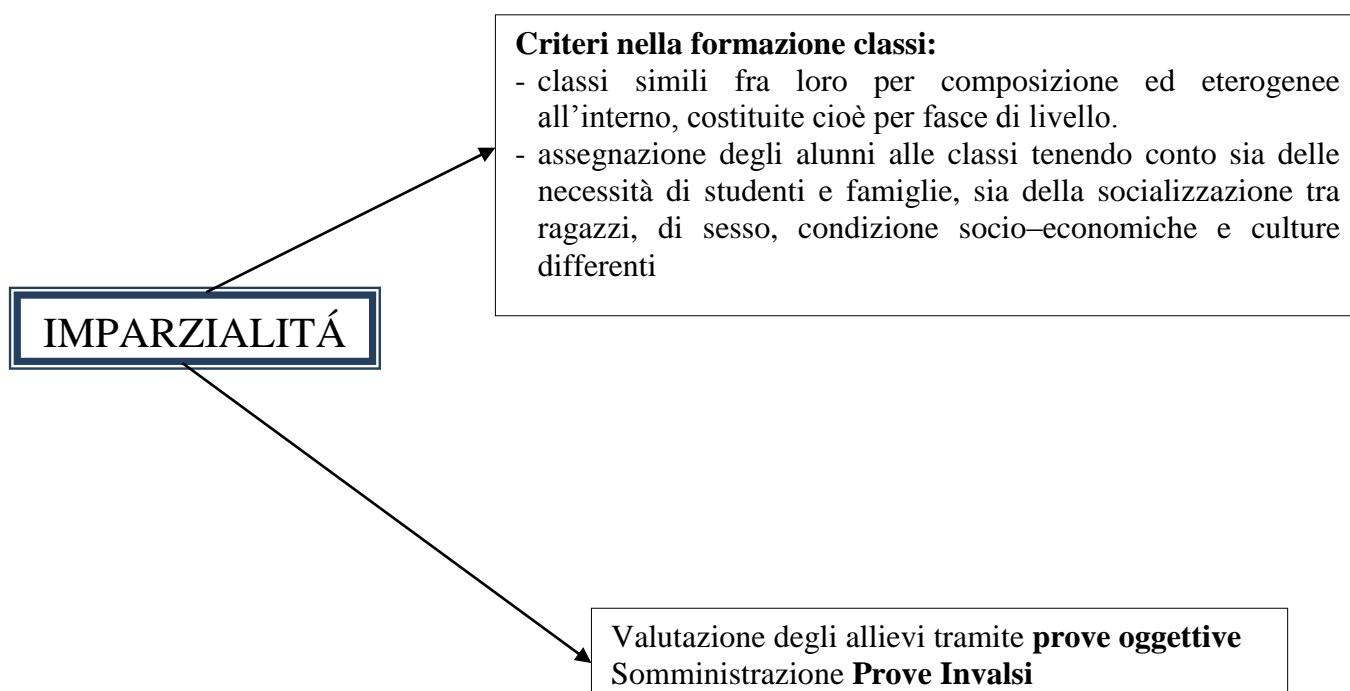 Criteri nella formazione classi:
- classi simili fra loro per composizione ed eterogenee
all’interno, costituite cioè per fasce di livello.
- assegnazione degli alunni alle classi tenendo conto sia delle
necessità di studenti e famiglie, sia della socializzazione tra
ragazzi, di sesso, condizione socio–economiche e culture
differenti
IMPARZIALITÁ
Valutazione degli allievi tramite prove oggettive
Somministrazione Prove Invalsi